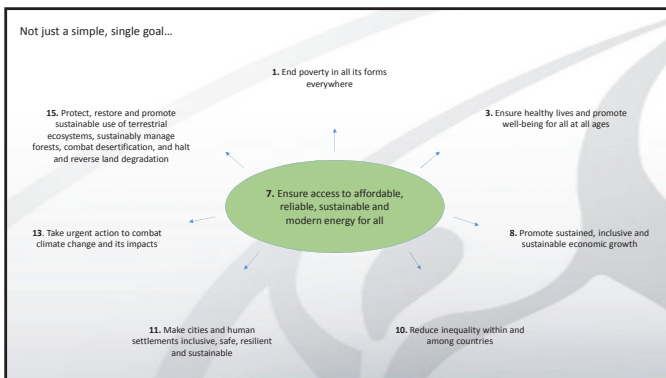 Not just a simple, single goal...
1. End poverty in all its forms
everywhere
15. Protect, restore and promote
sustainable use of terrestrial
ecosystems, sustainably manage
forests, combat desertification, and halt
and reverse land degradation
3. Ensure healthy lives and promote
well-being for all at all ages
7. Ensure access to affordable,
reliable, sustainable and
modern energy for all
13. Take urgent action to combat
climate change and its impacts
8. Promote sustained, inclusive and
sustainable economic growth
11. Make cities and human
settlements inclusive, safe, resilient
and sustainable
10. Reduce inequality within and
among countries